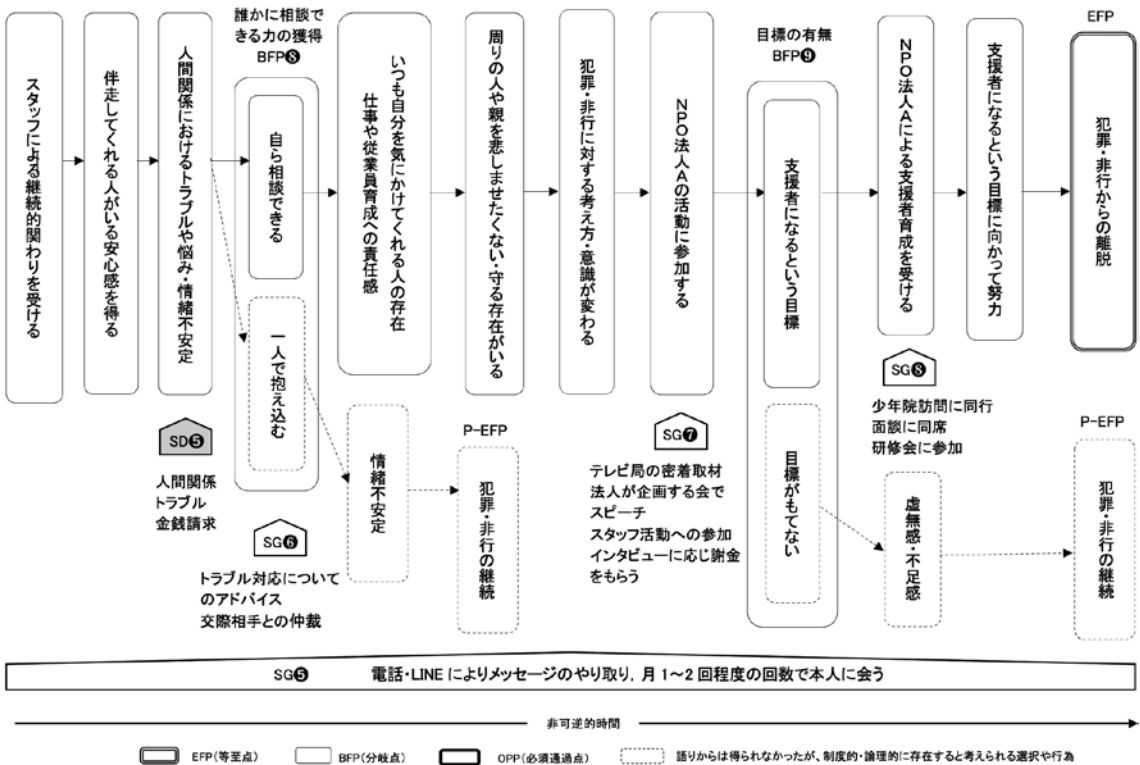 誰かに相談で
きる力の獲得
BFP❽
目標の有無
BFP❾
EFP
スタッフによる継続的関わりを受ける
伴走してくれる人がいる安心感を得る
人間関係におけるトラブルや悩み・情緒不安定
自ら相談できる
一人で抱え込む
いつも自分を気にかけてくれる人の存在
仕事や従業員育成への責任感
周りの人や親を悲しませたくない・守る存在がいる
犯罪・非行に対する考え方・意識が変わる
NPO法人Aの活動に参加する
支援者になるという目標
目標がもてない
NPO法人Aによる支援者育成を受ける
支援者になるという目標に向かって努力
犯罪・非行からの離脱
SD❺
人間関係
トラブル
金銭請求
SG❻
トラブル対応について
のアドバイス
交際相手との仲裁
情緒不安定
P-EFP
犯罪・非行の継続
SG❼
テレビ局の密着取材
法人が企画する会で
スピーチ
スタッフ活動への参加
インタビューに応じ謝金
をもらう
SG❽
少年院訪問に同行
面談に同席
研修会に参加
虚無感・不足感
P-EFP
犯罪・非行の継続
SG❺ 電話・LINE によりメッセージのやり取り，月 1～2 回程度の回数で本人に会う
非可逆的時間
EFP(等至点)
BFP(分岐点)
OPP(必須通過点)
語りからは得られなかったが、制度的・論理的に存在すると考えられる選択や行為